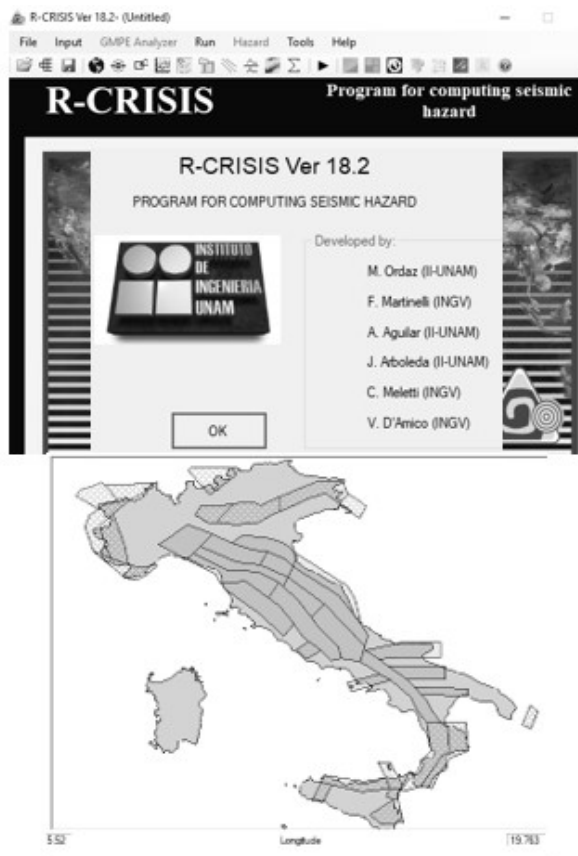 R-CRISIS Ver 18.2- (Untitled)
File Input GMPE Analyzer Run Hazard Tools Help
R-CRISIS
Program for computing seismic
hazard
R-CRISIS Ver 18.2
PROGRAM FOR COMPUTING SEISMIC HAZARD
INSTITUTO
DE
INGENIERIA
UNAM
Developed by:
M. Ordaz (II-UNAM)
F. Martinelli (INGV)
A. Aguilar (II-UNAM)
J. Arboleda (II-UNAM)
C. Meletti (INGV)
V. D'Amico (INGV)
OK
5.52 Longitude 19.763